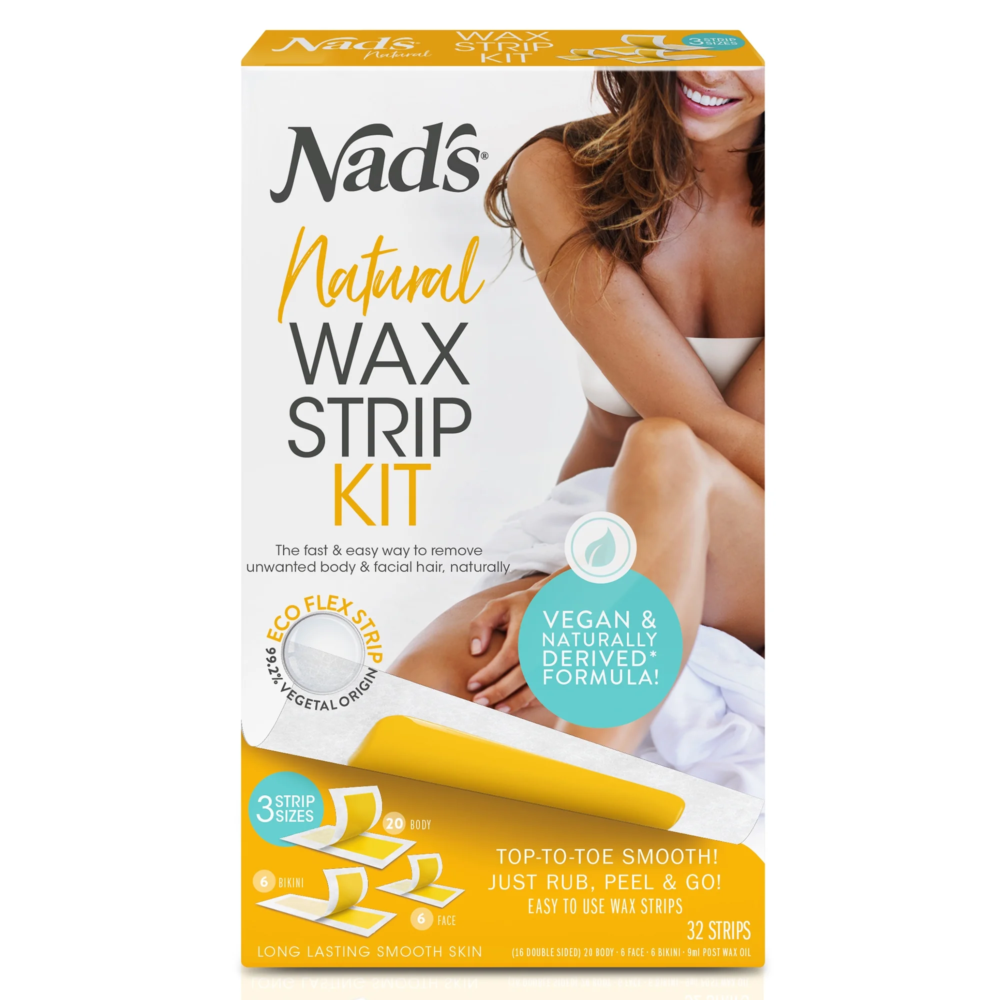 Nad's
Natural
WAX
STRIP
KIT
3 STRIP
SIZES
Nad's®
Natural
WAX
STRIP
KIT
The fast & easy way to remove
unwanted body & facial hair, naturally
ECO FLEX STRIP
99.2% VEGETAL ORIGIN
VEGAN &
NATURALLY
DERIVED*
FORMULA!
3 STRIP
SIZES
20 BODY
6 BIKINI
6 FACE
TOP-TO-TOE SMOOTH!
JUST RUB, PEEL & GO!
EASY TO USE WAX STRIPS
32 STRIPS
LONG LASTING SMOOTH SKIN
(16 DOUBLE SIDED) 20 BODY · 6 FACE · 6 BIKINI · 9ml POST WAX OIL